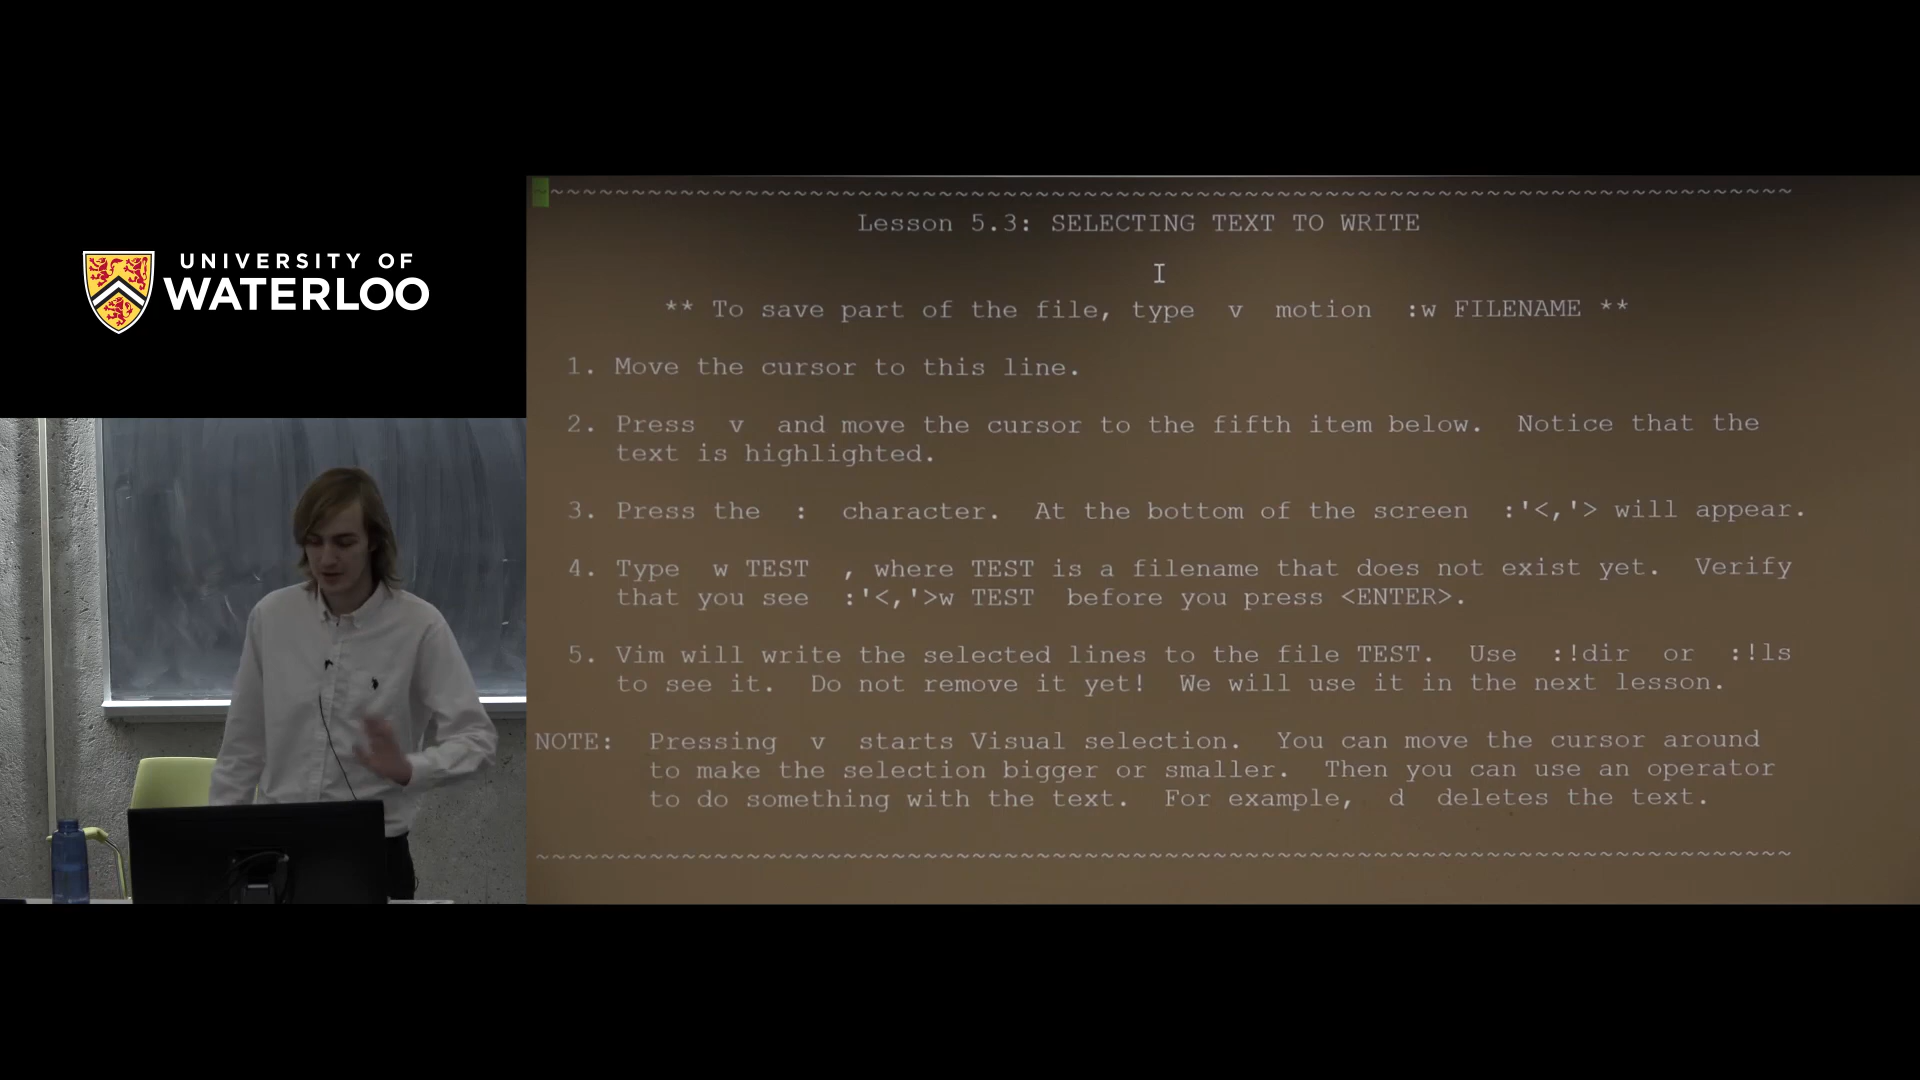 UNIVERSITY OF
WATERLOO
~~~~~~~~~~~~~~~~~~~~~~~~~~~~~~~~~~~~~~~~~~~~~~~~~~~~~~~~~~~~~~~~~~~~~~~~~~~~~~
Lesson 5.3: SELECTING TEXT TO WRITE
** To save part of the file, type v motion :w FILENAME **
1. Move the cursor to this line.
2. Press v and move the cursor to the fifth item below. Notice that the
text is highlighted.
3. Press the : character. At the bottom of the screen :'<,'> will appear.
4. Type w TEST , where TEST is a filename that does not exist yet. Verify
that you see :'<,'>w TEST before you press <ENTER>.
5. Vim will write the selected lines to the file TEST. Use :!dir or :!ls
to see it. Do not remove it yet! We will use it in the next lesson.
NOTE: Pressing v starts Visual selection. You can move the cursor around
to make the selection bigger or smaller. Then you can use an operator
to do something with the text. For example, d deletes the text.
~~~~~~~~~~~~~~~~~~~~~~~~~~~~~~~~~~~~~~~~~~~~~~~~~~~~~~~~~~~~~~~~~~~~~~~~~~~~~~